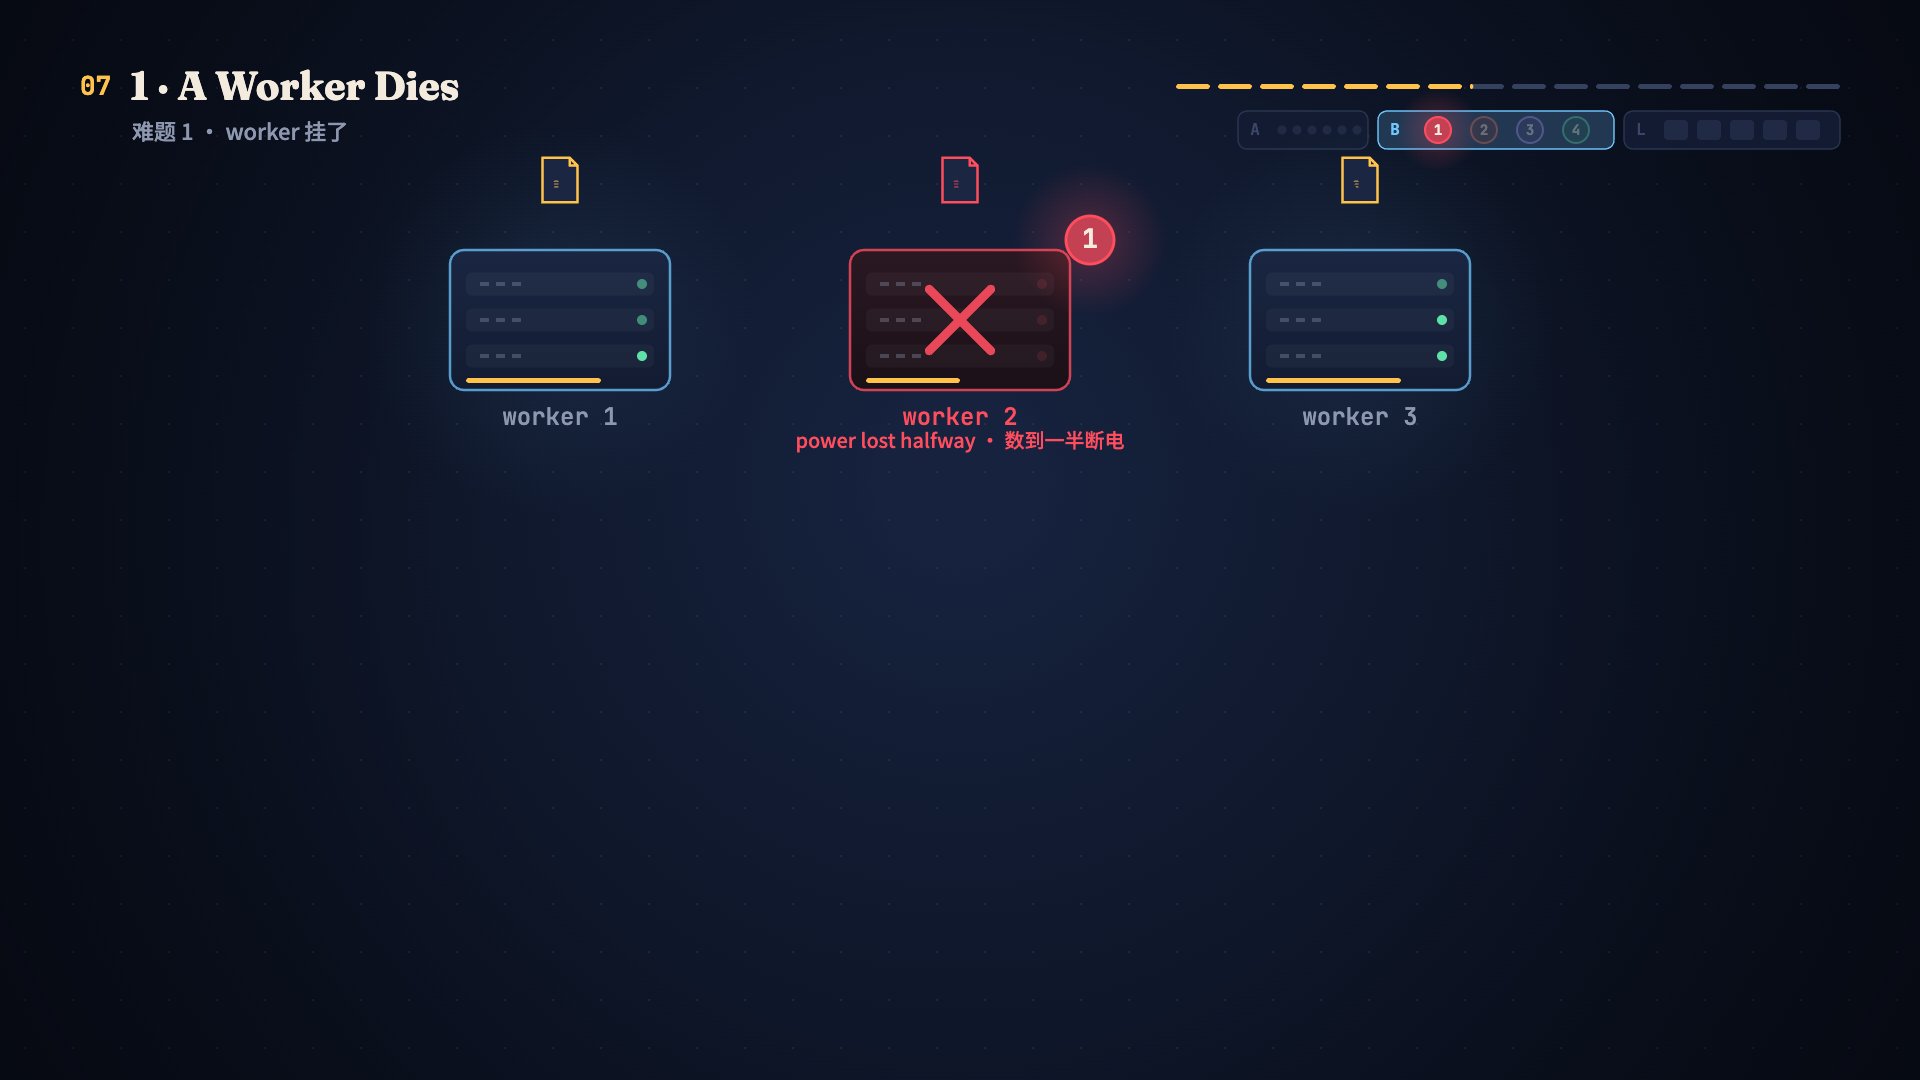 07 1 · A Worker Dies
难题 1 · worker 挂了
A B 1 2 3 4 L
1
worker 1
worker 2
worker 3
power lost halfway · 数到一半断电